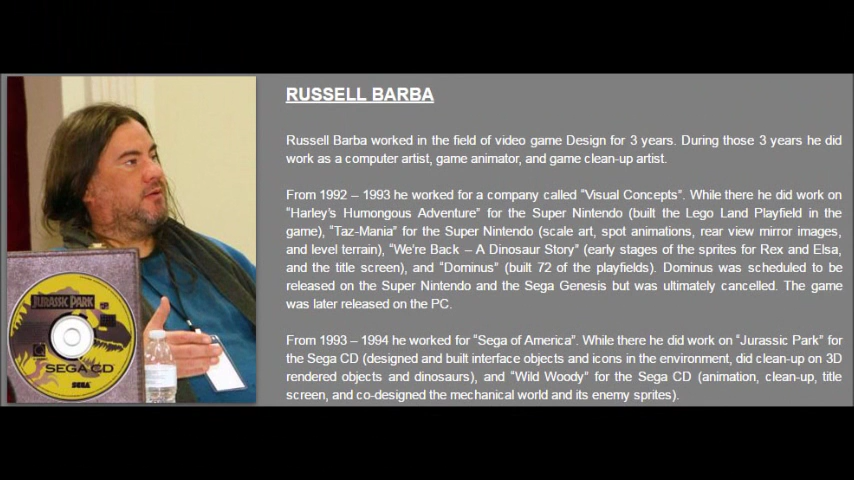 RUSSELL BARBA
Russell Barba worked in the field of video game Design for 3 years. During those 3 years he did
work as a computer artist, game animator, and game clean-up artist.
From 1992 – 1993 he worked for a company called “Visual Concepts”. While there he did work on
“Harley’s Humongous Adventure” for the Super Nintendo (built the Lego Land Playfield in the
game), “Taz-Mania” for the Super Nintendo (scale art, spot animations, rear view mirror images,
and level terrain), “We’re Back – A Dinosaur Story” (early stages of the sprites for Rex and Elsa,
and the title screen), and “Dominus” (built 72 of the playfields). Dominus was scheduled to be
released on the Super Nintendo and the Sega Genesis but was ultimately cancelled. The game
was later released on the PC.
From 1993 – 1994 he worked for “Sega of America”. While there he did work on “Jurassic Park” for
the Sega CD (designed and built interface objects and icons in the environment, did clean-up on 3D
rendered objects and dinosaurs), and “Wild Woody” for the Sega CD (animation, clean-up, title
screen, and co-designed the mechanical world and its enemy sprites).
JURASSIC PARK
SEGA CD
SEGA